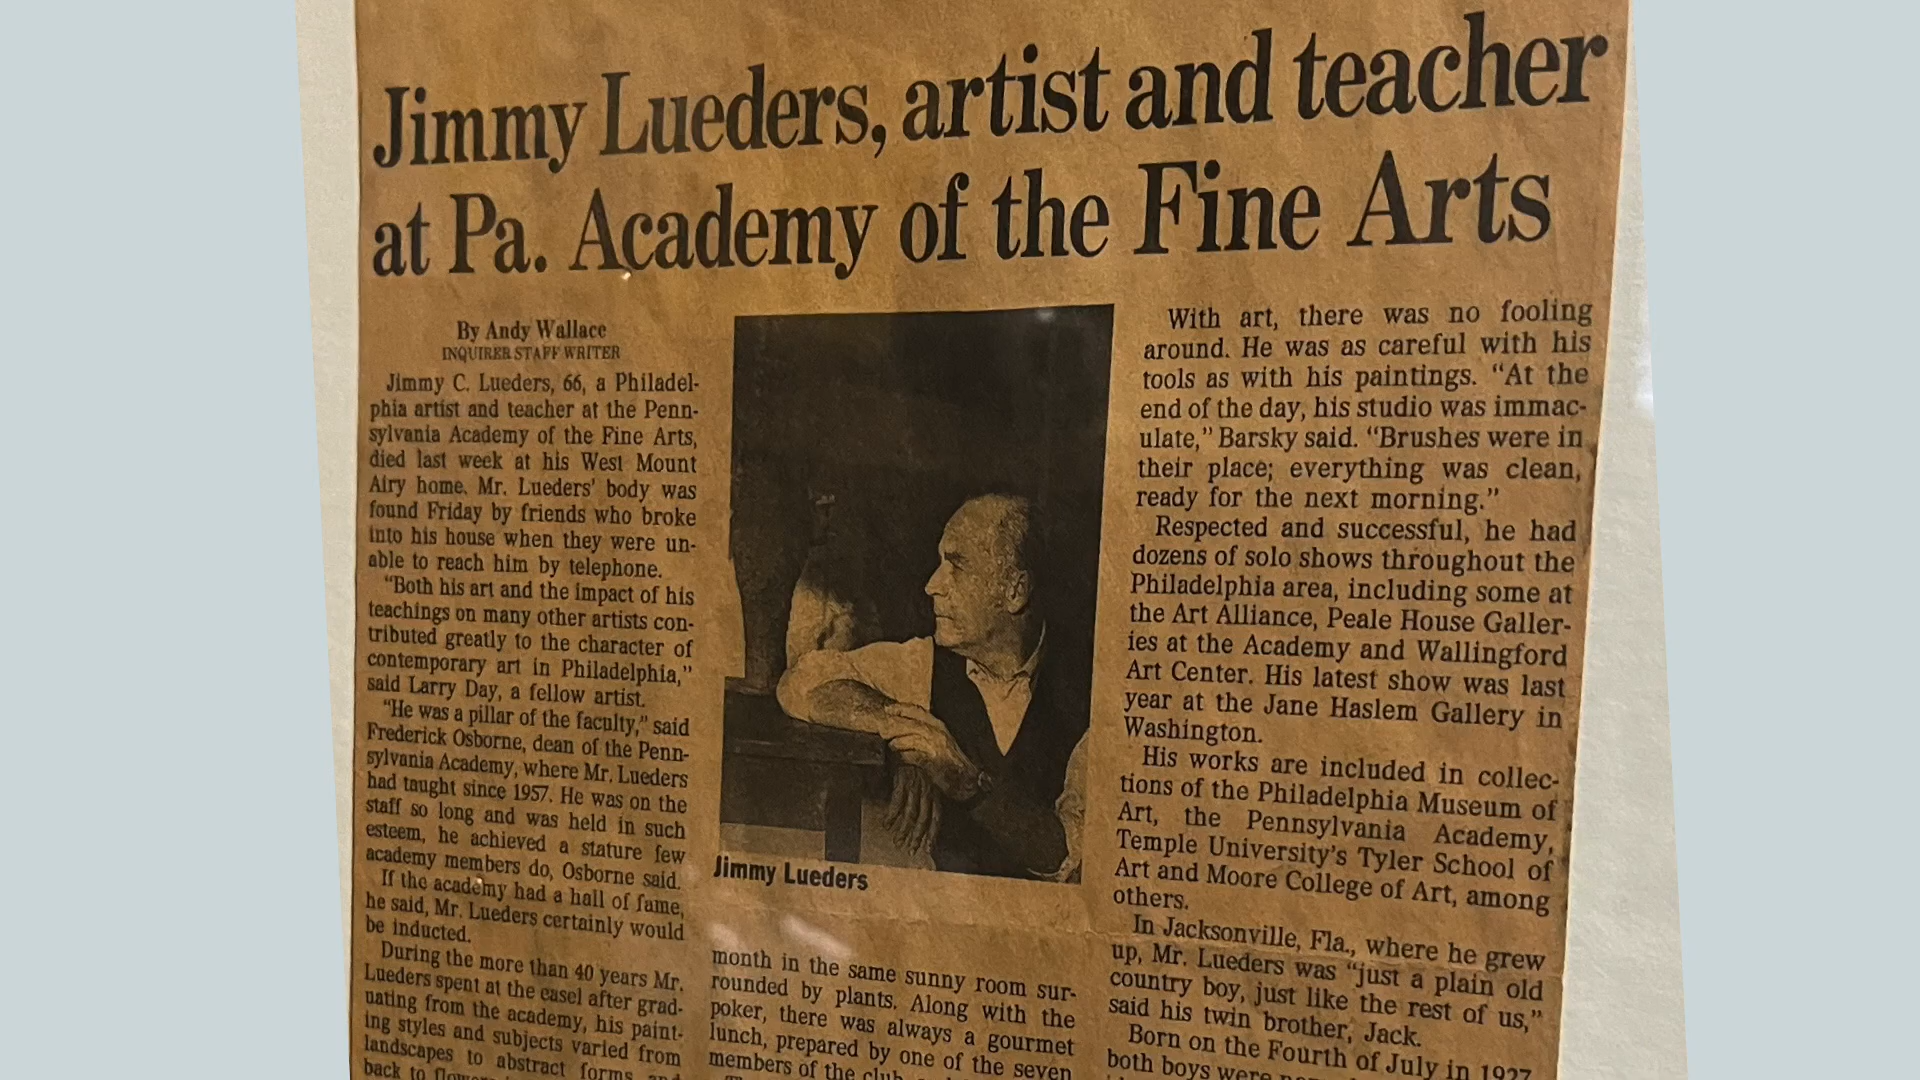 Jimmy Lueders, artist and teacher
at Pa. Academy of the Fine Arts
By Andy Wallace
INQUIRER STAFF WRITER
Jimmy C. Lueders, 66, a Philadel-
phia artist and teacher at the Penn-
sylvania Academy of the Fine Arts,
died last week at his West Mount
Airy home. Mr. Lueders' body was
found Friday by friends who broke
into his house when they were un-
able to reach him by telephone.
“Both his art and the impact of his
teachings on many other artists con-
tributed greatly to the character of
contemporary art in Philadelphia,”
said Larry Day, a fellow artist.
“He was a pillar of the faculty,” said
Frederick Osborne, dean of the Penn-
sylvania Academy, where Mr. Lueders
had taught since 1957. He was on the
staff so long and was held in such
esteem, he achieved a stature few
academy members do, Osborne said.
If the academy had a hall of fame,
he said, Mr. Lueders certainly would
be inducted.
During the more than 40 years Mr.
Lueders spent at the easel after grad-
uating from the academy, his paint-
ing styles and subjects varied from
landscapes to abstract forms and
back to
Jimmy Lueders
month in the same sunny room sur-
rounded by plants. Along with the
poker, there was always a gourmet
lunch, prepared by one of the seven
members of the club
With art, there was no fooling
around. He was as careful with his
tools as with his paintings. “At the
end of the day, his studio was immac-
ulate,” Barsky said. “Brushes were in
their place; everything was clean,
ready for the next morning.”
Respected and successful, he had
dozens of solo shows throughout the
Philadelphia area, including some at
the Art Alliance, Peale House Galler-
ies at the Academy and Wallingford
Art Center. His latest show was last
year at the Jane Haslem Gallery in
Washington.
His works are included in collec-
tions of the Philadelphia Museum of
Art, the Pennsylvania Academy,
Temple University's Tyler School of
Art and Moore College of Art, among
others.
In Jacksonville, Fla., where he grew
up, Mr. Lueders was “just a plain old
country boy, just like the rest of us,”
said his twin brother, Jack.
Born on the Fourth of July in 1927,
both boys were